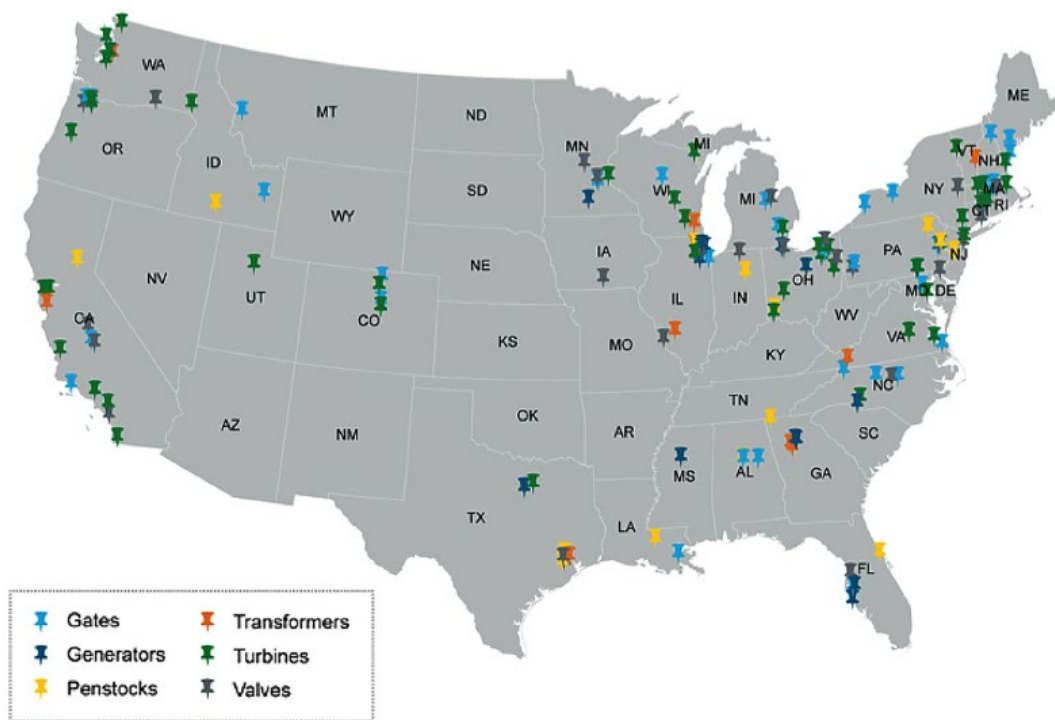 ME
WA
MT
ND
VT
MN
MI
NH
OR
ID
WI
NY
MA
SD
MI
CT
RI
WY
IA
PA
NE
NJ
NV
UT
OH
IL
IN
MD
DE
CA
CO
WV
KS
MO
VA
KY
NC
TN
OK
AZ
NM
AR
SC
MS
AL
GA
TX
LA
FL
Gates
Transformers
Generators
Turbines
Penstocks
Valves